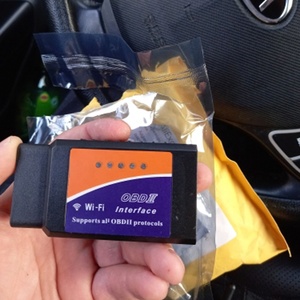 OBDII
Wi-Fi Interface
Supports all OBDII protocols